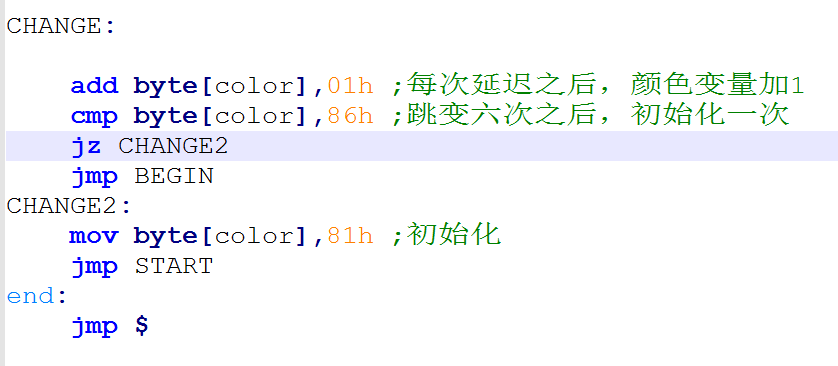 CHANGE:
add byte[color],01h ;每次延迟之后，颜色变量加1
cmp byte[color],86h ;跳变六次之后，初始化一次
jz CHANGE2
jmp BEGIN
CHANGE2:
mov byte[color],81h ;初始化
jmp START
end:
jmp $